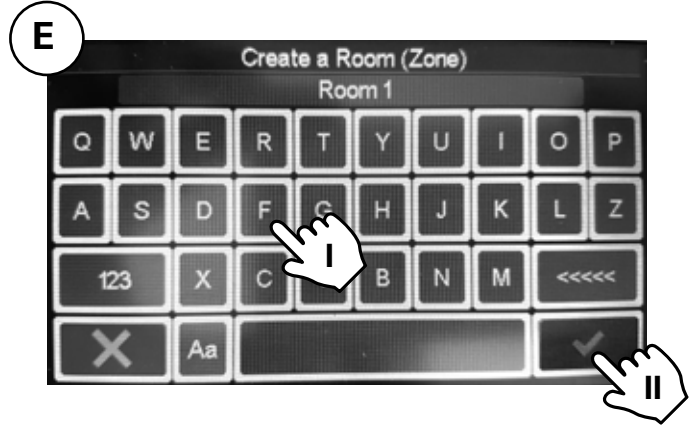 E
Create a Room (Zone)
Room 1
Q W E R T Y U I O P
A S D F G H J K L Z
123 X C B N M <<<<<
Aa
I
II